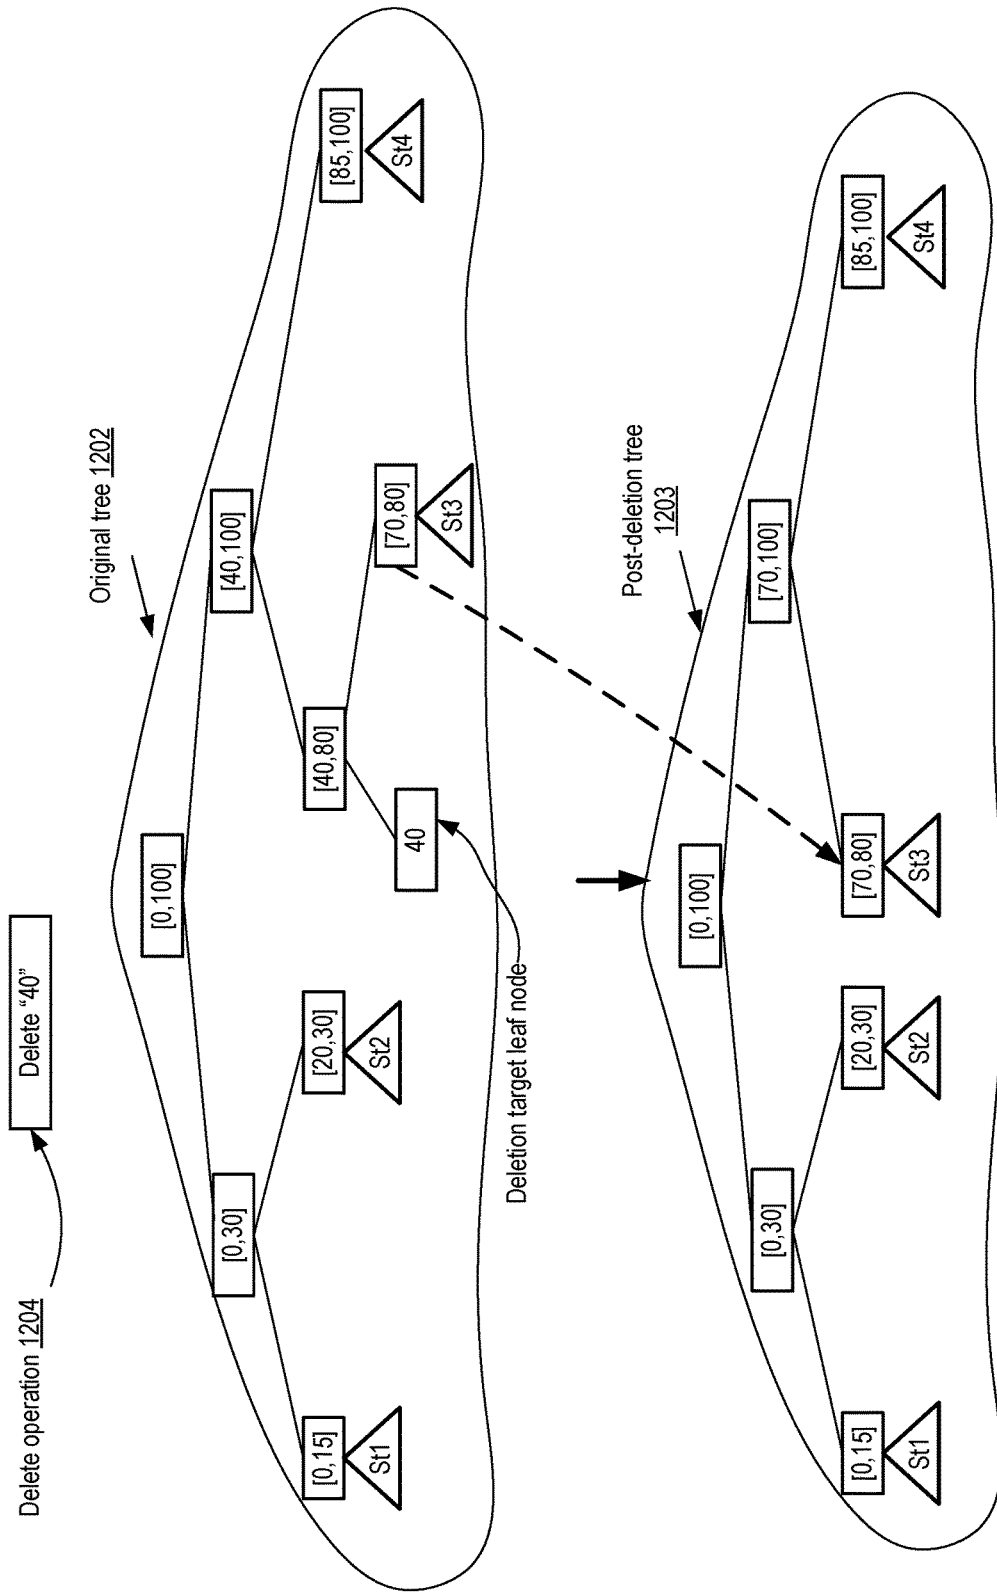 Delete operation 1204
Delete “40”
Original tree 1202
[0,100]
[0,30]
[40,100]
[0,15]
[20,30]
[40,80]
[85,100]
St1
St2
40
[70,80]
St4
St3
Deletion target leaf node
Post-deletion tree
1203
[0,100]
[0,30]
[70,100]
[0,15]
[20,30]
[70,80]
[85,100]
St1
St2
St3
St4